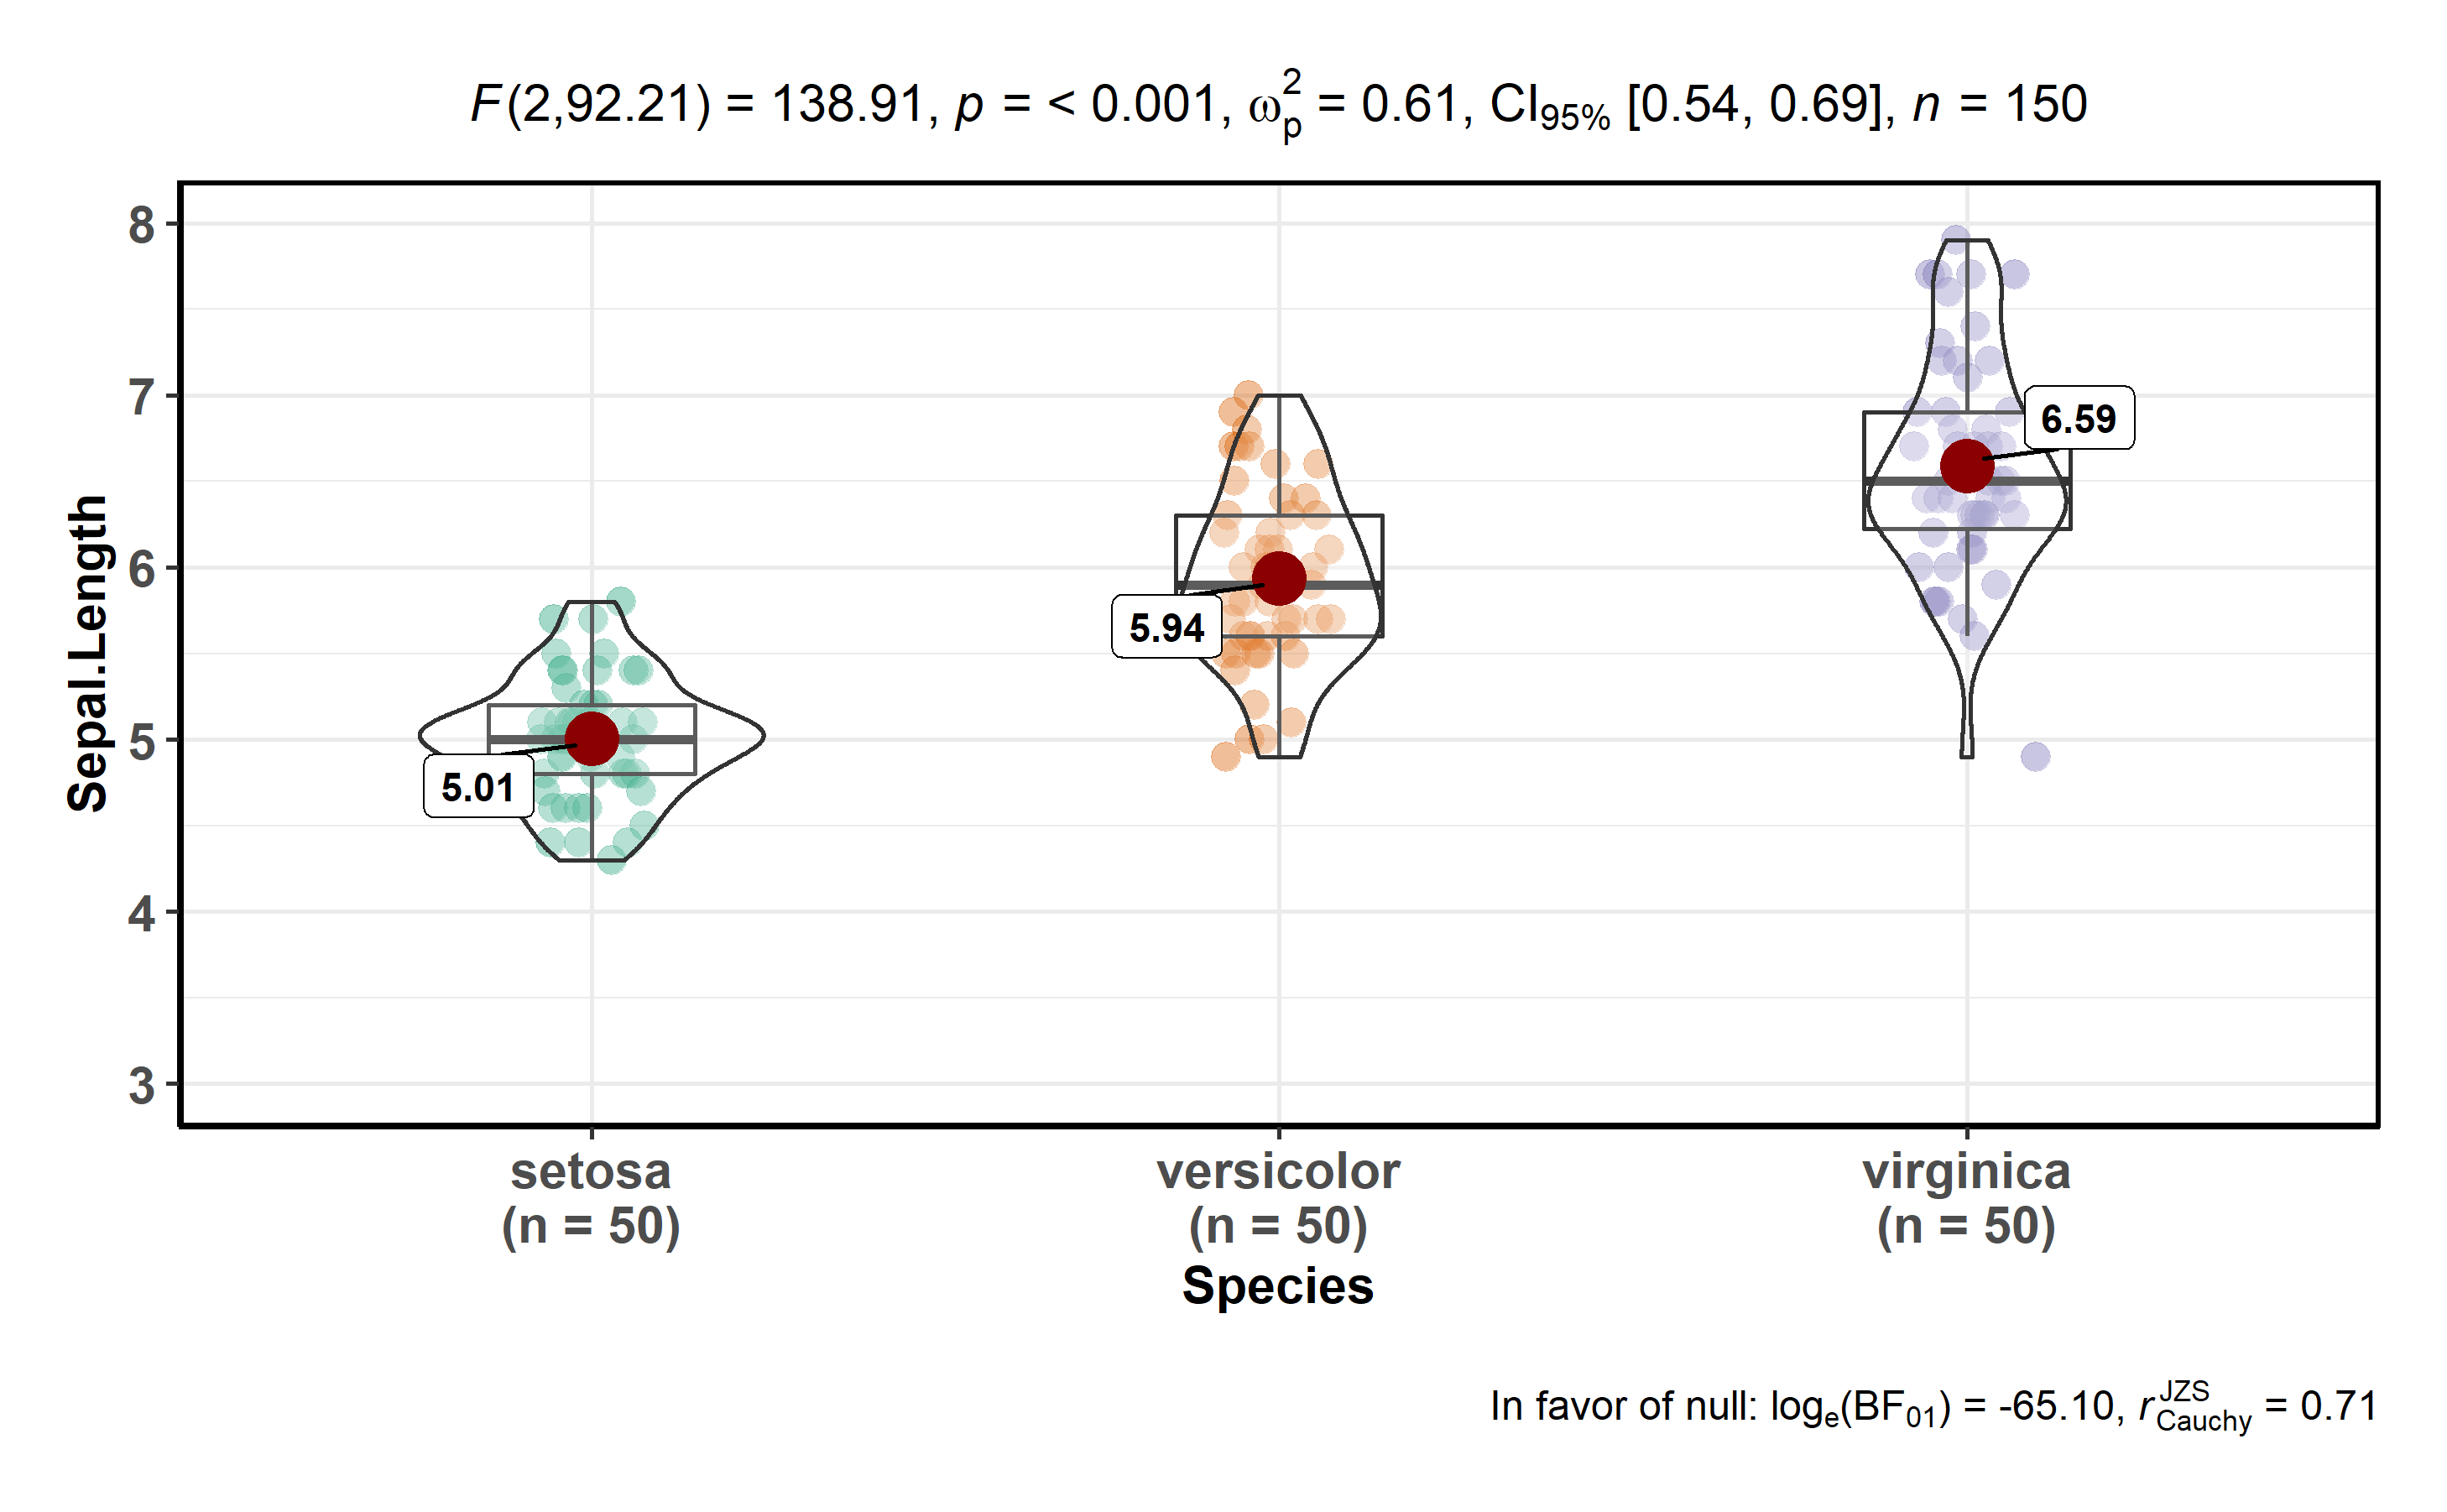 F(2,92.21) = 138.91, p = < 0.001, ω²ₚ = 0.61, CI₉₅% [0.54, 0.69], n = 150
8
7
6
5
4
3
Sepal.Length
6.59
5.94
5.01
setosa
(n = 50)
versicolor
(n = 50)
virginica
(n = 50)
Species
In favor of null: logₑ(BF₀₁) = -65.10, r JZS Cauchy = 0.71